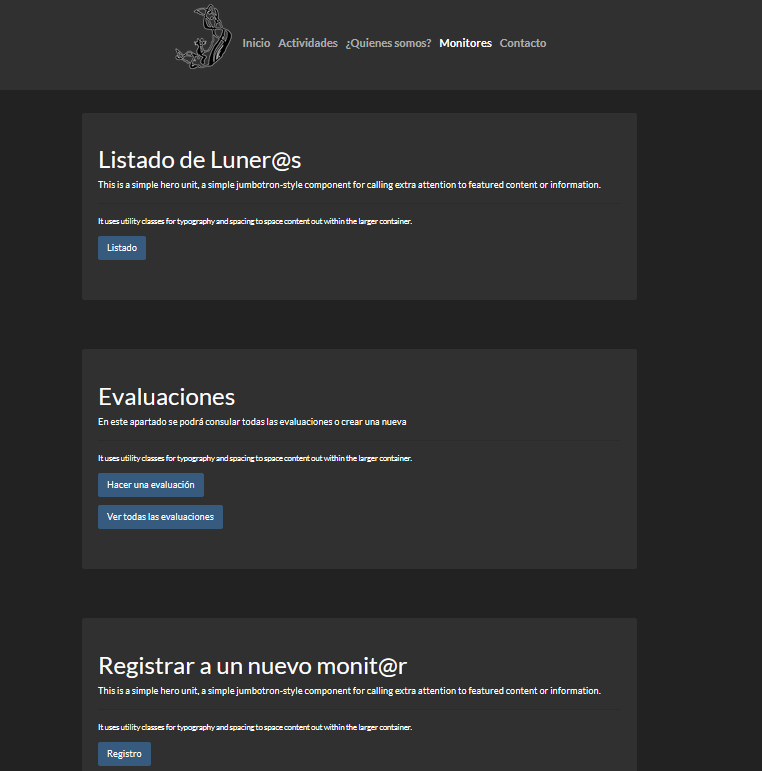 Inicio Actividades ¿Quienes somos? Monitores Contacto
Listado de Luner@s
This is a simple hero unit, a simple jumbotron-style component for calling extra attention to featured content or information.
It uses utility classes for typography and spacing to space content out within the larger container.
Listado
Evaluaciones
En este apartado se podrá consular todas las evaluaciones o crear una nueva
It uses utility classes for typography and spacing to space content out within the larger container.
Hacer una evaluación
Ver todas las evaluaciones
Registrar a un nuevo monit@r
This is a simple hero unit, a simple jumbotron-style component for calling extra attention to featured content or information.
It uses utility classes for typography and spacing to space content out within the larger container.
Registro